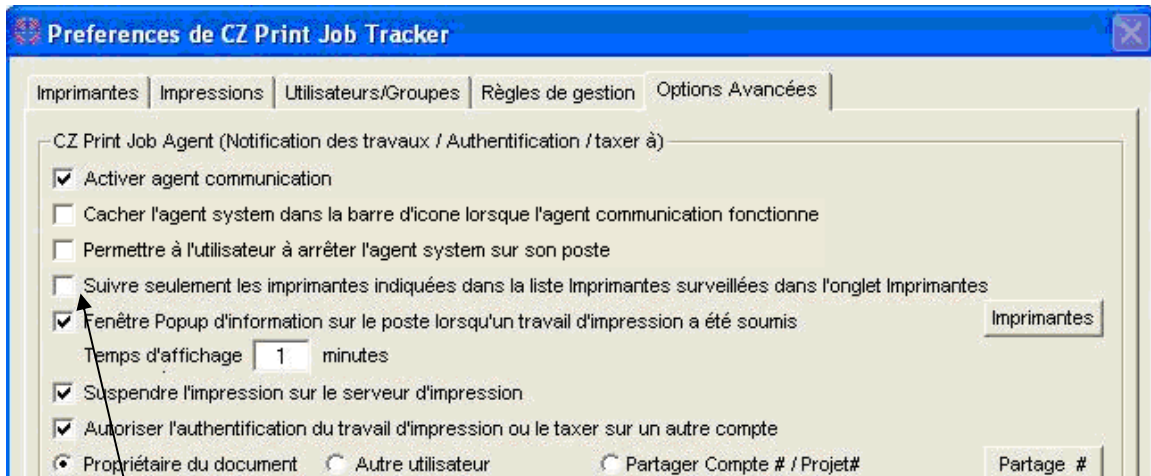 Preferences de CZ Print Job Tracker
Imprimantes Impressions Utilisateurs/Groupes Règles de gestion Options Avancées
CZ Print Job Agent (Notification des travaux / Authentification / taxer à)
Activer agent communication
Cacher l'agent system dans la barre d'icone lorsque l'agent communication fonctionne
Permettre à l'utilisateur à arrêter l'agent system sur son poste
Suivre seulement les imprimantes indiquées dans la liste Imprimantes surveillées dans l'onglet Imprimantes
Fenêtre Popup d'information sur le poste lorsqu'un travail d'impression a été soumis Imprimantes
Temps d'affichage 1 minutes
Suspendre l'impression sur le serveur d'impression
Autoriser l'authentification du travail d'impression ou le taxer sur un autre compte
Propriétaire du document Autre utilisateur Partager Compte # / Projet# Partage #